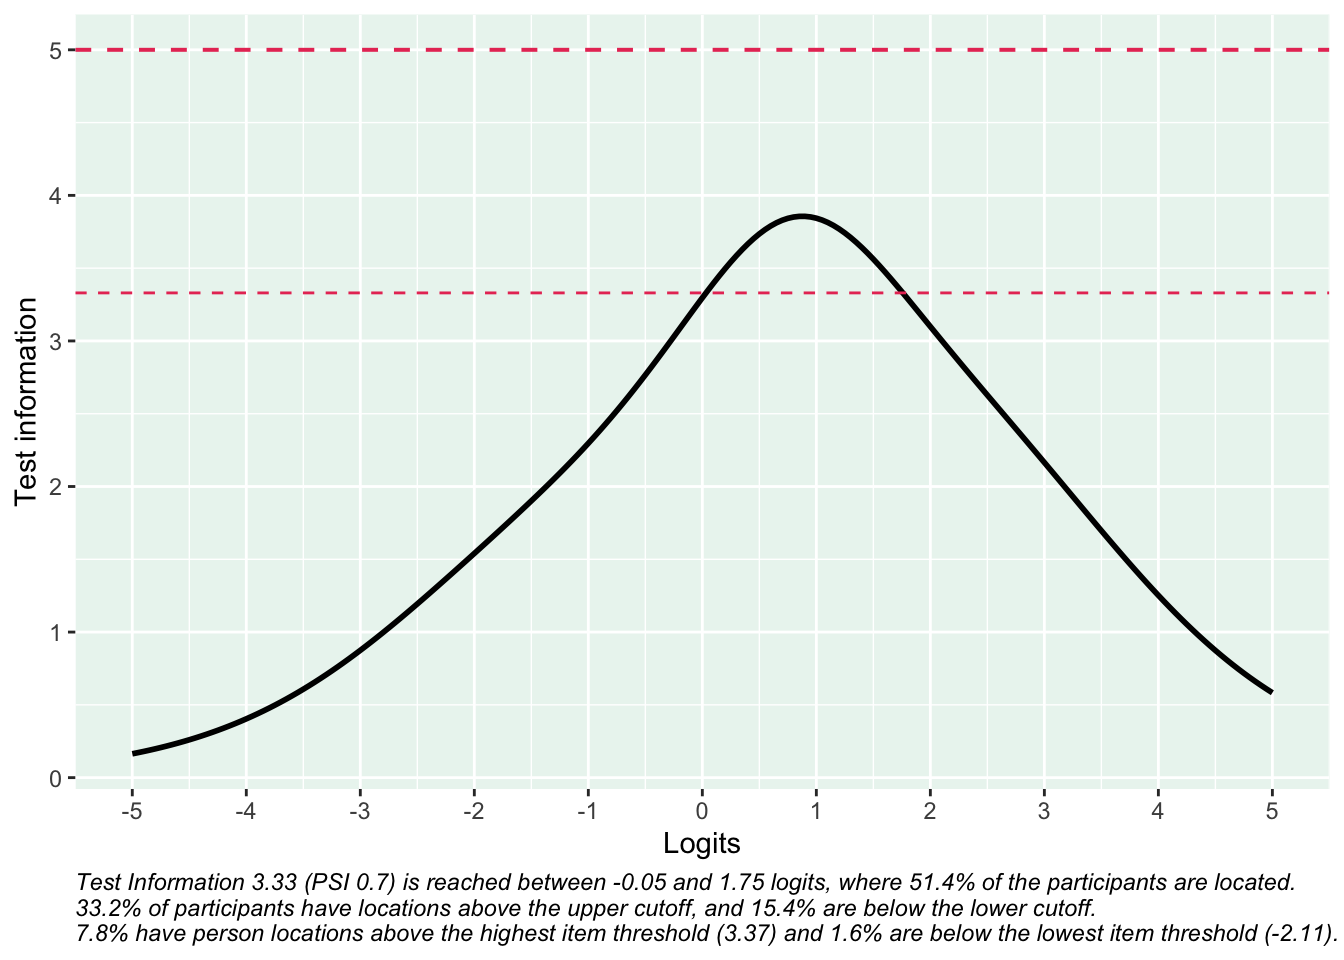 5
4
3
2
1
0
Test information
-5 -4 -3 -2 -1 0 1 2 3 4 5
Logits
Test Information 3.33 (PSI 0.7) is reached between -0.05 and 1.75 logits, where 51.4% of the participants are located.
33.2% of participants have locations above the upper cutoff, and 15.4% are below the lower cutoff.
7.8% have person locations above the highest item threshold (3.37) and 1.6% are below the lowest item threshold (-2.11).